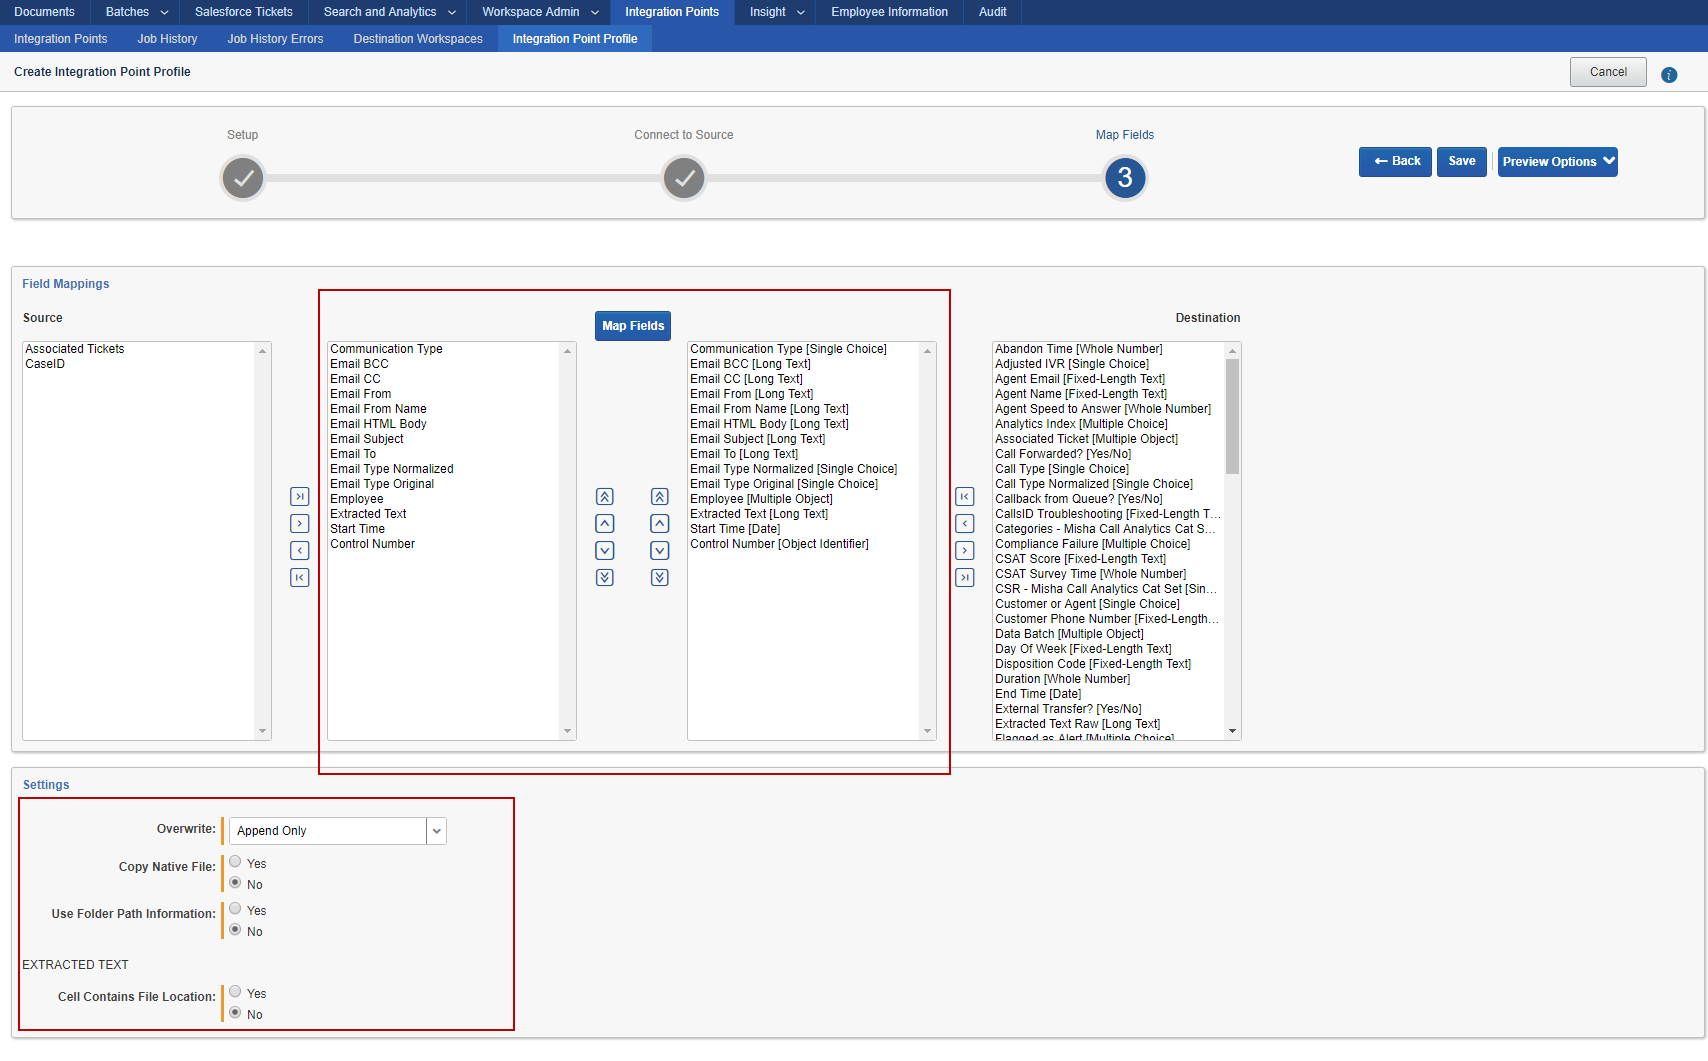 Documents Batches Salesforce Tickets Search and Analytics Workspace Admin Integration Points Insight Employee Information Audit
Integration Points Job History Job History Errors Destination Workspaces Integration Point Profile
Create Integration Point Profile Cancel i
Setup Connect to Source Map Fields
3 Back Save Preview Options
Field Mappings
Source Map Fields Destination
Associated Tickets
CaseID
Communication Type
Email BCC
Email CC
Email From
Email From Name
Email HTML Body
Email Subject
Email To
Email Type Normalized
Email Type Original
Employee
Extracted Text
Start Time
Control Number
Communication Type [Single Choice]
Email BCC [Long Text]
Email CC [Long Text]
Email From [Long Text]
Email From Name [Long Text]
Email HTML Body [Long Text]
Email Subject [Long Text]
Email To [Long Text]
Email Type Normalized [Single Choice]
Email Type Original [Single Choice]
Employee [Multiple Object]
Extracted Text [Long Text]
Start Time [Date]
Control Number [Object Identifier]
Abandon Time [Whole Number]
Adjusted IVR [Single Choice]
Agent Email [Fixed-Length Text]
Agent Name [Fixed-Length Text]
Agent Speed to Answer [Whole Number]
Analytics Index [Multiple Choice]
Associated Ticket [Multiple Object]
Call Forwarded? [Yes/No]
Call Type [Single Choice]
Call Type Normalized [Single Choice]
Callback from Queue? [Yes/No]
CallsID Troubleshooting [Fixed-Length T...
Categories - Misha Call Analytics Cat S...
Compliance Failure [Multiple Choice]
CSAT Score [Fixed-Length Text]
CSAT Survey Time [Whole Number]
CSR - Misha Call Analytics Cat Set [Sin...
Customer or Agent [Single Choice]
Customer Phone Number [Fixed-Length...
Data Batch [Multiple Object]
Day Of Week [Fixed-Length Text]
Disposition Code [Fixed-Length Text]
Duration [Whole Number]
End Time [Date]
External Transfer? [Yes/No]
Extracted Text Raw [Long Text]
Flagged as Alert [Multiple Choice]
Settings
Overwrite: Append Only
Copy Native File: Yes
No
Use Folder Path Information: Yes
No
EXTRACTED TEXT
Cell Contains File Location: Yes
No